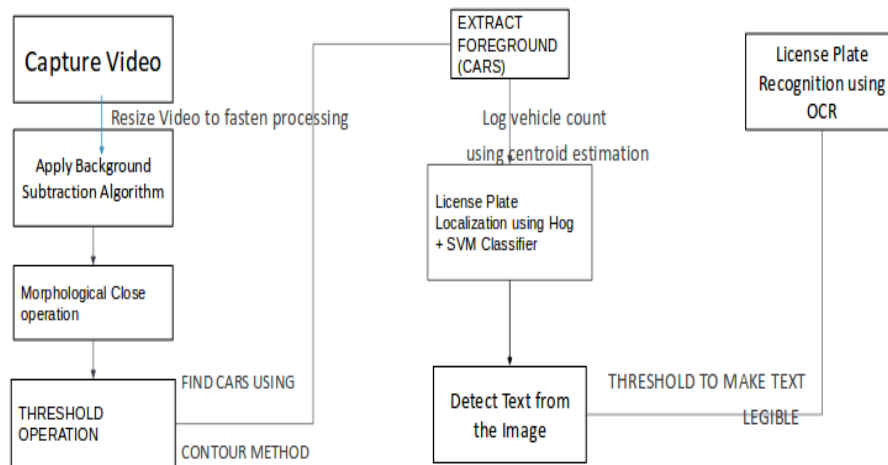 Capture Video
Resize Video to fasten processing
Apply Background
Subtraction Algorithm
Morphological Close
operation
THRESHOLD
OPERATION
FIND CARS USING
CONTOUR METHOD
EXTRACT
FOREGROUND
(CARS)
Log vehicle count
using centroid estimation
License Plate
Localization using Hog
+ SVM Classifier
Detect Text from
the Image
THRESHOLD TO MAKE TEXT
LEGIBLE
License Plate
Recognition using
OCR